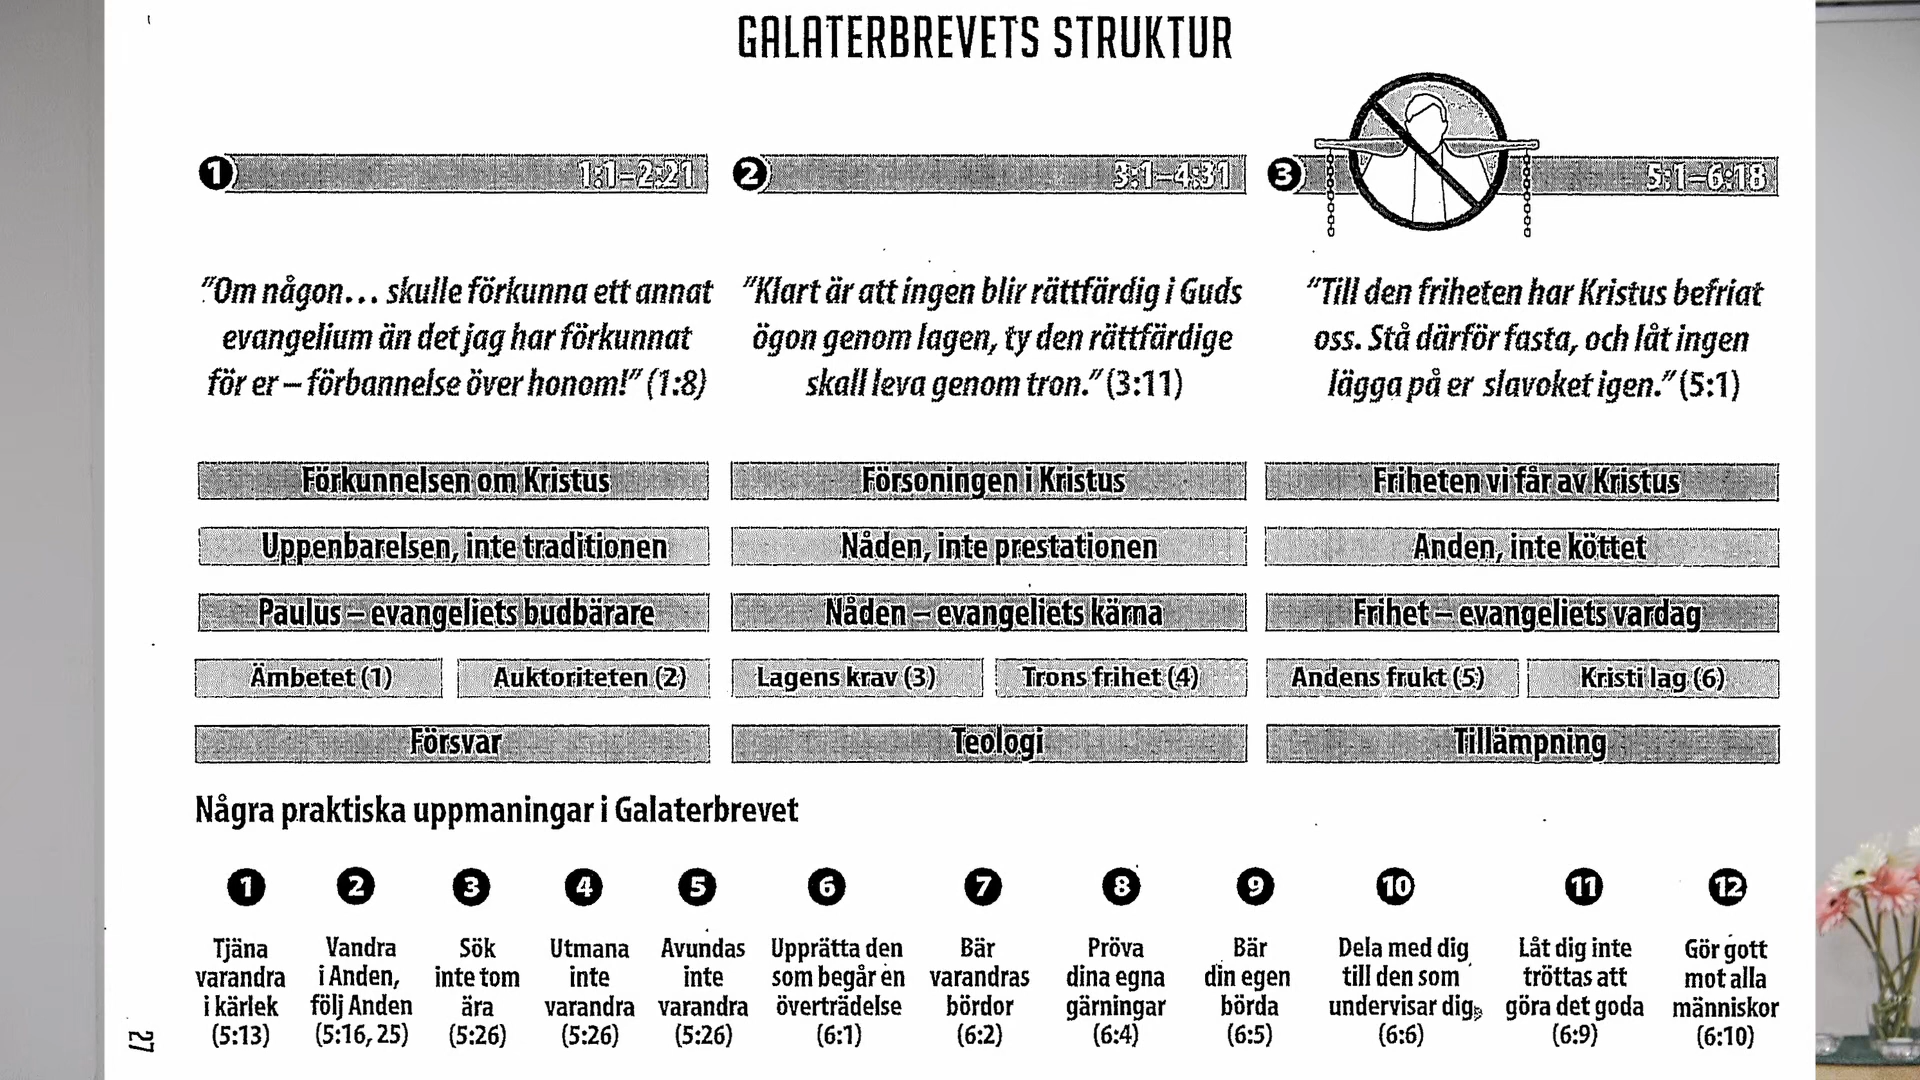 GALATERBREVETS STRUKTUR
1 1:1–2:21
2 3:1–4:31
3 5:1–6:18
"Om någon... skulle förkunna ett annat
evangelium än det jag har förkunnat
för er – förbannelse över honom!" (1:8)
"Klart är att ingen blir rättfärdig i Guds
ögon genom lagen, ty den rättfärdige
skall leva genom tron." (3:11)
"Till den friheten har Kristus befriat
oss. Stå därför fasta, och låt ingen
lägga på er slavoket igen." (5:1)
Förkunnelsen om Kristus
Försoningen i Kristus
Friheten vi får av Kristus
Uppenbarelsen, inte traditionen
Nåden, inte prestationen
Anden, inte köttet
Paulus – evangeliets budbärare
Nåden – evangeliets kärna
Frihet – evangeliets vardag
Ämbetet (1)
Auktoriteten (2)
Lagens krav (3)
Trons frihet (4)
Andens frukt (5)
Kristi lag (6)
Försvar
Teologi
Tillämpning
Några praktiska uppmaningar i Galaterbrevet
1
Tjäna
varandra
i kärlek
(5:13)
2
Vandra
i Anden,
följ Anden
(5:16, 25)
3
Sök
inte tom
ära
(5:26)
4
Utmana
inte
varandra
(5:26)
5
Avundas
inte
varandra
(5:26)
6
Upprätta den
som begår en
överträdelse
(6:1)
7
Bär
varandras
bördor
(6:2)
8
Pröva
dina egna
gärningar
(6:4)
9
Bär
din egen
börda
(6:5)
10
Dela med dig
till den som
undervisar dig
(6:6)
11
Låt dig inte
tröttas att
göra det goda
(6:9)
12
Gör gott
mot alla
människor
(6:10)
27